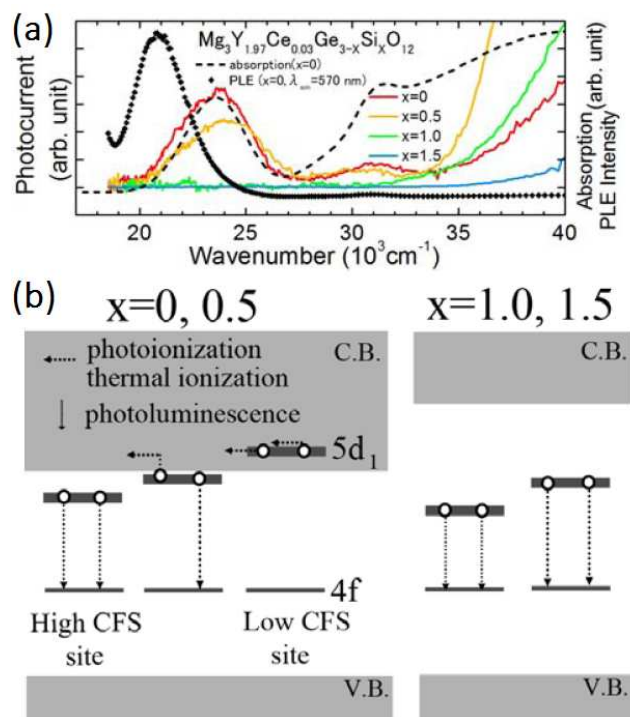 (a)
Mg₃Y₁.₉₇Ce₀.₀₃Ge₃₋ₓSiₓO₁₂
absorption(x=0)
PLE (x=0, λₑₘ=570 nm)
x=0
x=0.5
x=1.0
x=1.5
Photocurrent
(arb. unit)
Absorption
PLE Intensity
(arb. unit)
20 25 30 35 40
Wavenumber (10³cm⁻¹)
(b)
x=0, 0.5
x=1.0, 1.5
photoionization
thermal ionization
photoluminescence
C.B.
C.B.
5d₁
4f
High CFS
site
Low CFS
site
V.B.
V.B.